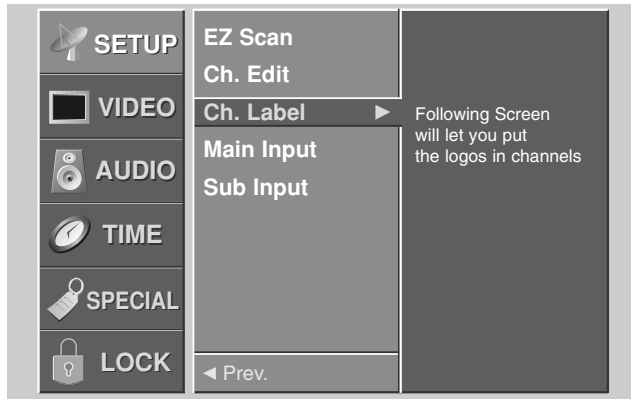 SETUP
VIDEO
AUDIO
TIME
SPECIAL
LOCK
EZ Scan
Ch. Edit
Ch. Label ►
Main Input
Sub Input
◄ Prev.
Following Screen
will let you put
the logos in channels